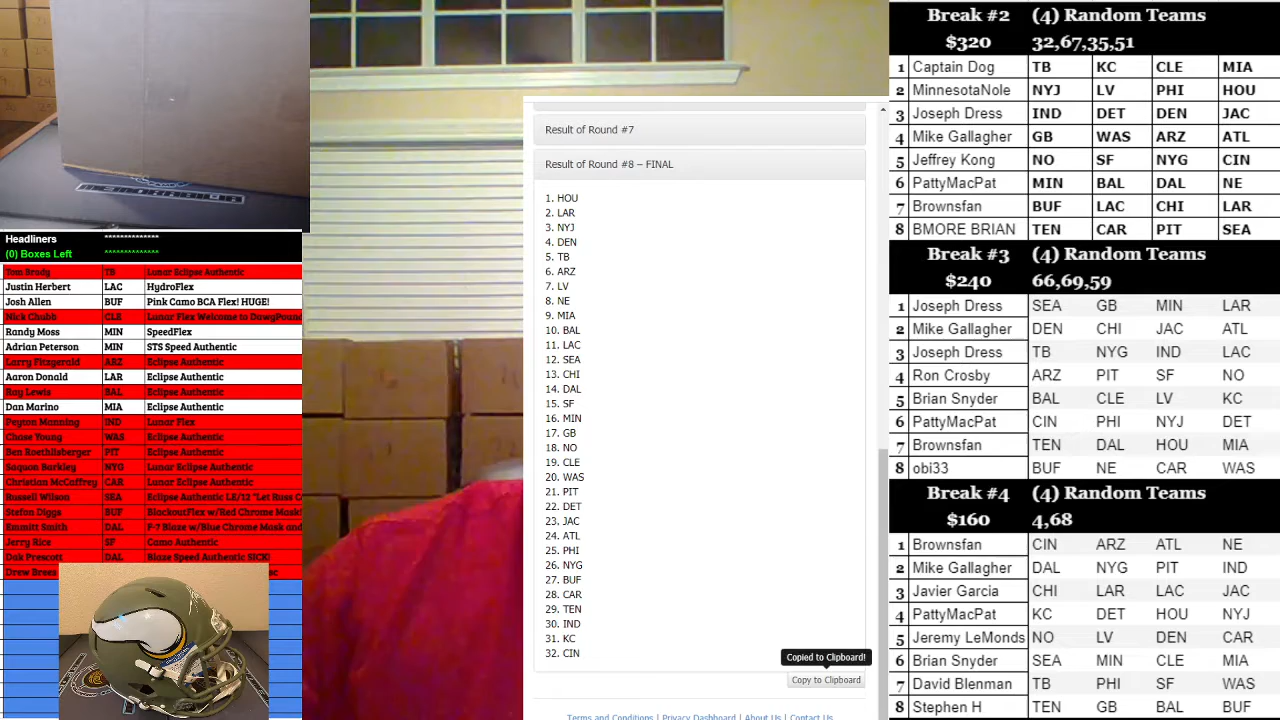 Headliners **************
(0) Boxes Left **************
Tom Brady TB Lunar Eclipse Authentic
Justin Herbert LAC HydroFlex
Josh Allen BUF Pink Camo BCA Flex! HUGE!
Nick Chubb CLE Lunar Flex Welcome to DawgPound
Randy Moss MIN SpeedFlex
Adrian Peterson MIN STS Speed Authentic
Larry Fitzgerald ARZ Eclipse Authentic
Aaron Donald LAR Eclipse Authentic
Ray Lewis BAL Eclipse Authentic
Dan Marino MIA Eclipse Authentic
Peyton Manning IND Lunar Flex
Chase Young WAS Eclipse Authentic
Ben Roethlisberger PIT Eclipse Authentic
Saquon Barkley NYG Lunar Eclipse Authentic
Christian McCaffrey CAR Lunar Eclipse Authentic
Russell Wilson SEA Eclipse Authentic LE/12 "Let Russ C
Stefon Diggs BUF BlackoutFlex w/Red Chrome Mask!
Emmitt Smith DAL F-7 Blaze w/Blue Chrome Mask and
Jerry Rice SF Camo Authentic
Dak Prescott DAL Blaze Speed Authentic SICK!
Drew Brees
Result of Round #7
Result of Round #8 – FINAL
1. HOU
2. LAR
3. NYJ
4. DEN
5. TB
6. ARZ
7. LV
8. NE
9. MIA
10. BAL
11. LAC
12. SEA
13. CHI
14. DAL
15. SF
16. MIN
17. GB
18. NO
19. CLE
20. WAS
21. PIT
22. DET
23. JAC
24. ATL
25. PHI
26. NYG
27. BUF
28. CAR
29. TEN
30. IND
31. KC
32. CIN
Copied to Clipboard!
Copy to Clipboard
Terms and Conditions | Privacy Dashboard | About Us | Contact Us
Break #2 (4) Random Teams
$320 32,67,35,51
1 Captain Dog TB KC CLE MIA
2 MinnesotaNole NYJ LV PHI HOU
3 Joseph Dress IND DET DEN JAC
4 Mike Gallagher GB WAS ARZ ATL
5 Jeffrey Kong NO SF NYG CIN
6 PattyMacPat MIN BAL DAL NE
7 Brownsfan BUF LAC CHI LAR
8 BMORE BRIAN TEN CAR PIT SEA
Break #3 (4) Random Teams
$240 66,69,59
1 Joseph Dress SEA GB MIN LAR
2 Mike Gallagher DEN CHI JAC ATL
3 Joseph Dress TB NYG IND LAC
4 Ron Crosby ARZ PIT SF NO
5 Brian Snyder BAL CLE LV KC
6 PattyMacPat CIN PHI NYJ DET
7 Brownsfan TEN DAL HOU MIA
8 obi33 BUF NE CAR WAS
Break #4 (4) Random Teams
$160 4,68
1 Brownsfan CIN ARZ ATL NE
2 Mike Gallagher DAL NYG PIT IND
3 Javier Garcia CHI LAR LAC JAC
4 PattyMacPat KC DET HOU NYJ
5 Jeremy LeMonds NO LV DEN CAR
6 Brian Snyder SEA MIN CLE MIA
7 David Blenman TB PHI SF WAS
8 Stephen H TEN GB BAL BUF